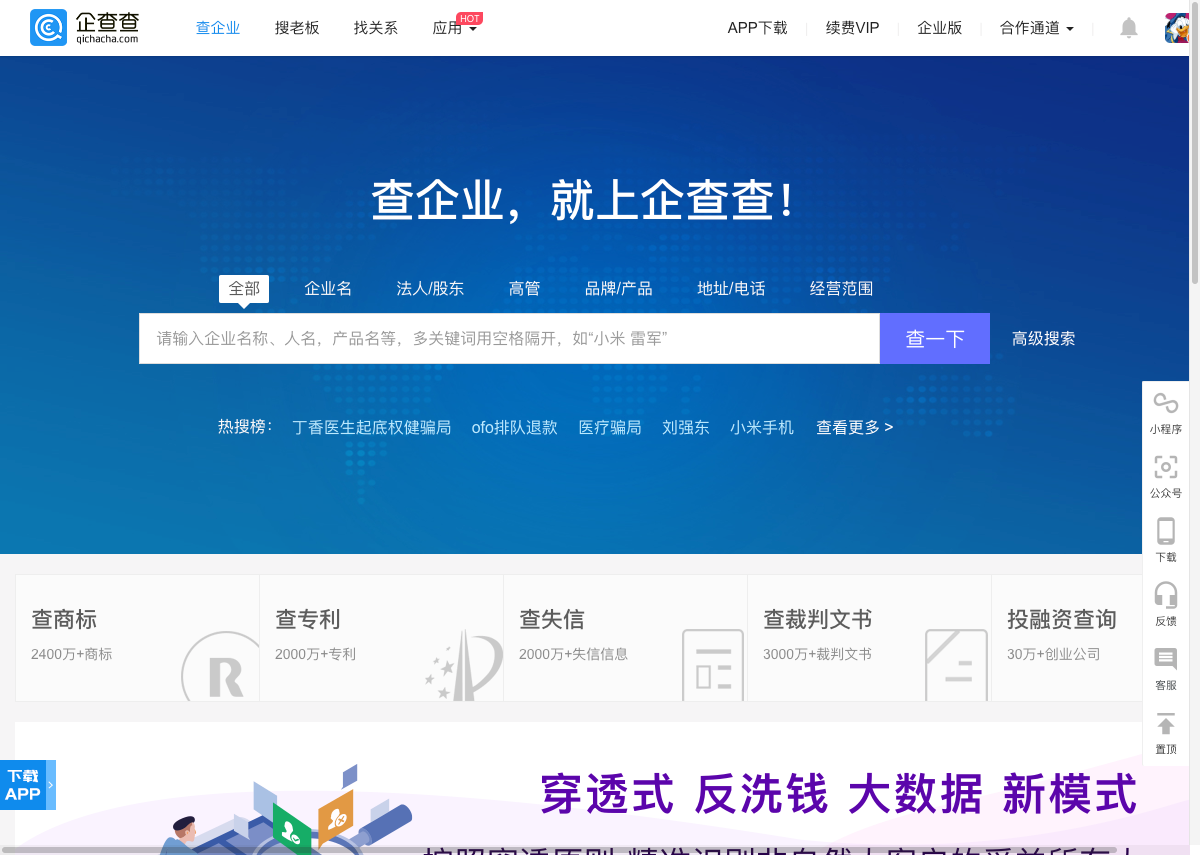 企查查
qichacha.com
查企业 搜老板 找关系 应用 HOT APP下载 续费VIP 企业版 合作通道
查企业，就上企查查！
全部 企业名 法人/股东 高管 品牌/产品 地址/电话 经营范围
请输入企业名称、人名，产品名等，多关键词用空格隔开，如“小米 雷军” 查一下 高级搜索
热搜榜： 丁香医生起底权健骗局 ofo排队退款 医疗骗局 刘强东 小米手机 查看更多 >
小程序
公众号
下载
反馈
客服
置顶
查商标 查专利 查失信 查裁判文书 投融资查询
2400万+商标 2000万+专利 2000万+失信信息 3000万+裁判文书 30万+创业公司
R
下载
APP
穿透式 反洗钱 大数据 新模式